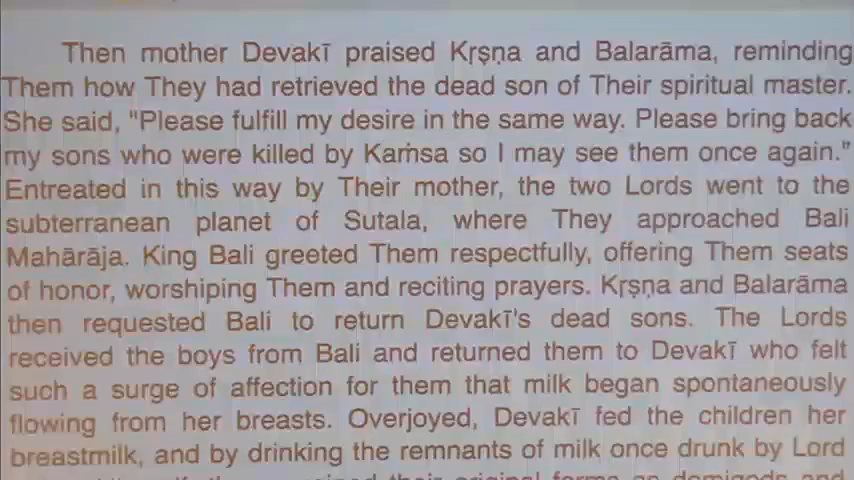 Then mother Devakī praised Kṛṣṇa and Balarāma, reminding
Them how They had retrieved the dead son of Their spiritual master.
She said, "Please fulfill my desire in the same way. Please bring back
my sons who were killed by Kaṁsa so I may see them once again."
Entreated in this way by Their mother, the two Lords went to the
subterranean planet of Sutala, where They approached Bali
Mahārāja. King Bali greeted Them respectfully, offering Them seats
of honor, worshiping Them and reciting prayers. Kṛṣṇa and Balarāma
then requested Bali to return Devakī's dead sons. The Lords
received the boys from Bali and returned them to Devakī who felt
such a surge of affection for them that milk began spontaneously
flowing from her breasts. Overjoyed, Devakī fed the children her
breastmilk, and by drinking the remnants of milk once drunk by Lord
their original forms as demigods and